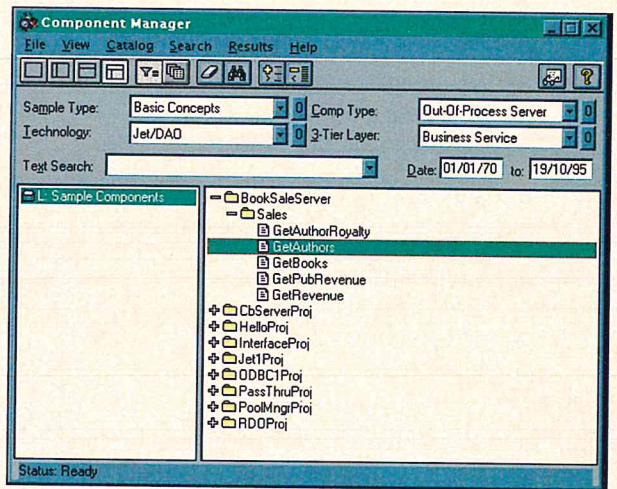 Component Manager
File View Catalog Search Results Help
Sample Type: Basic Concepts 0 Comp Type: Out-Of-Process Server 0
Technology: Jet/DAO 0 3-Tier Layer: Business Service 0
Text Search: Date: 01/01/70 to: 19/10/95
L: Sample Components
BookSaleServer
Sales
GetAuthorRoyalty
GetAuthors
GetBooks
GetPubRevenue
GetRevenue
CbServerProj
HelloProj
InterfaceProj
Jet1Proj
ODBC1Proj
PassThruProj
PoolMngrProj
RDOProj
Status: Ready